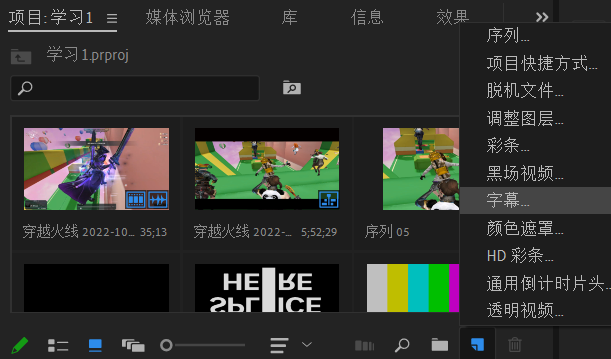 项目: 学习1 ≡ 媒体浏览器 库 信息 效果 »
学习1.prproj
穿越火线 2022-10... 35;13
穿越火线 2022-... 5;52;29
序列 05
HERE
SPLICE
序列...
项目快捷方式...
脱机文件...
调整图层...
彩条...
黑场视频...
字幕...
颜色遮罩...
HD 彩条...
通用倒计时片头...
透明视频...